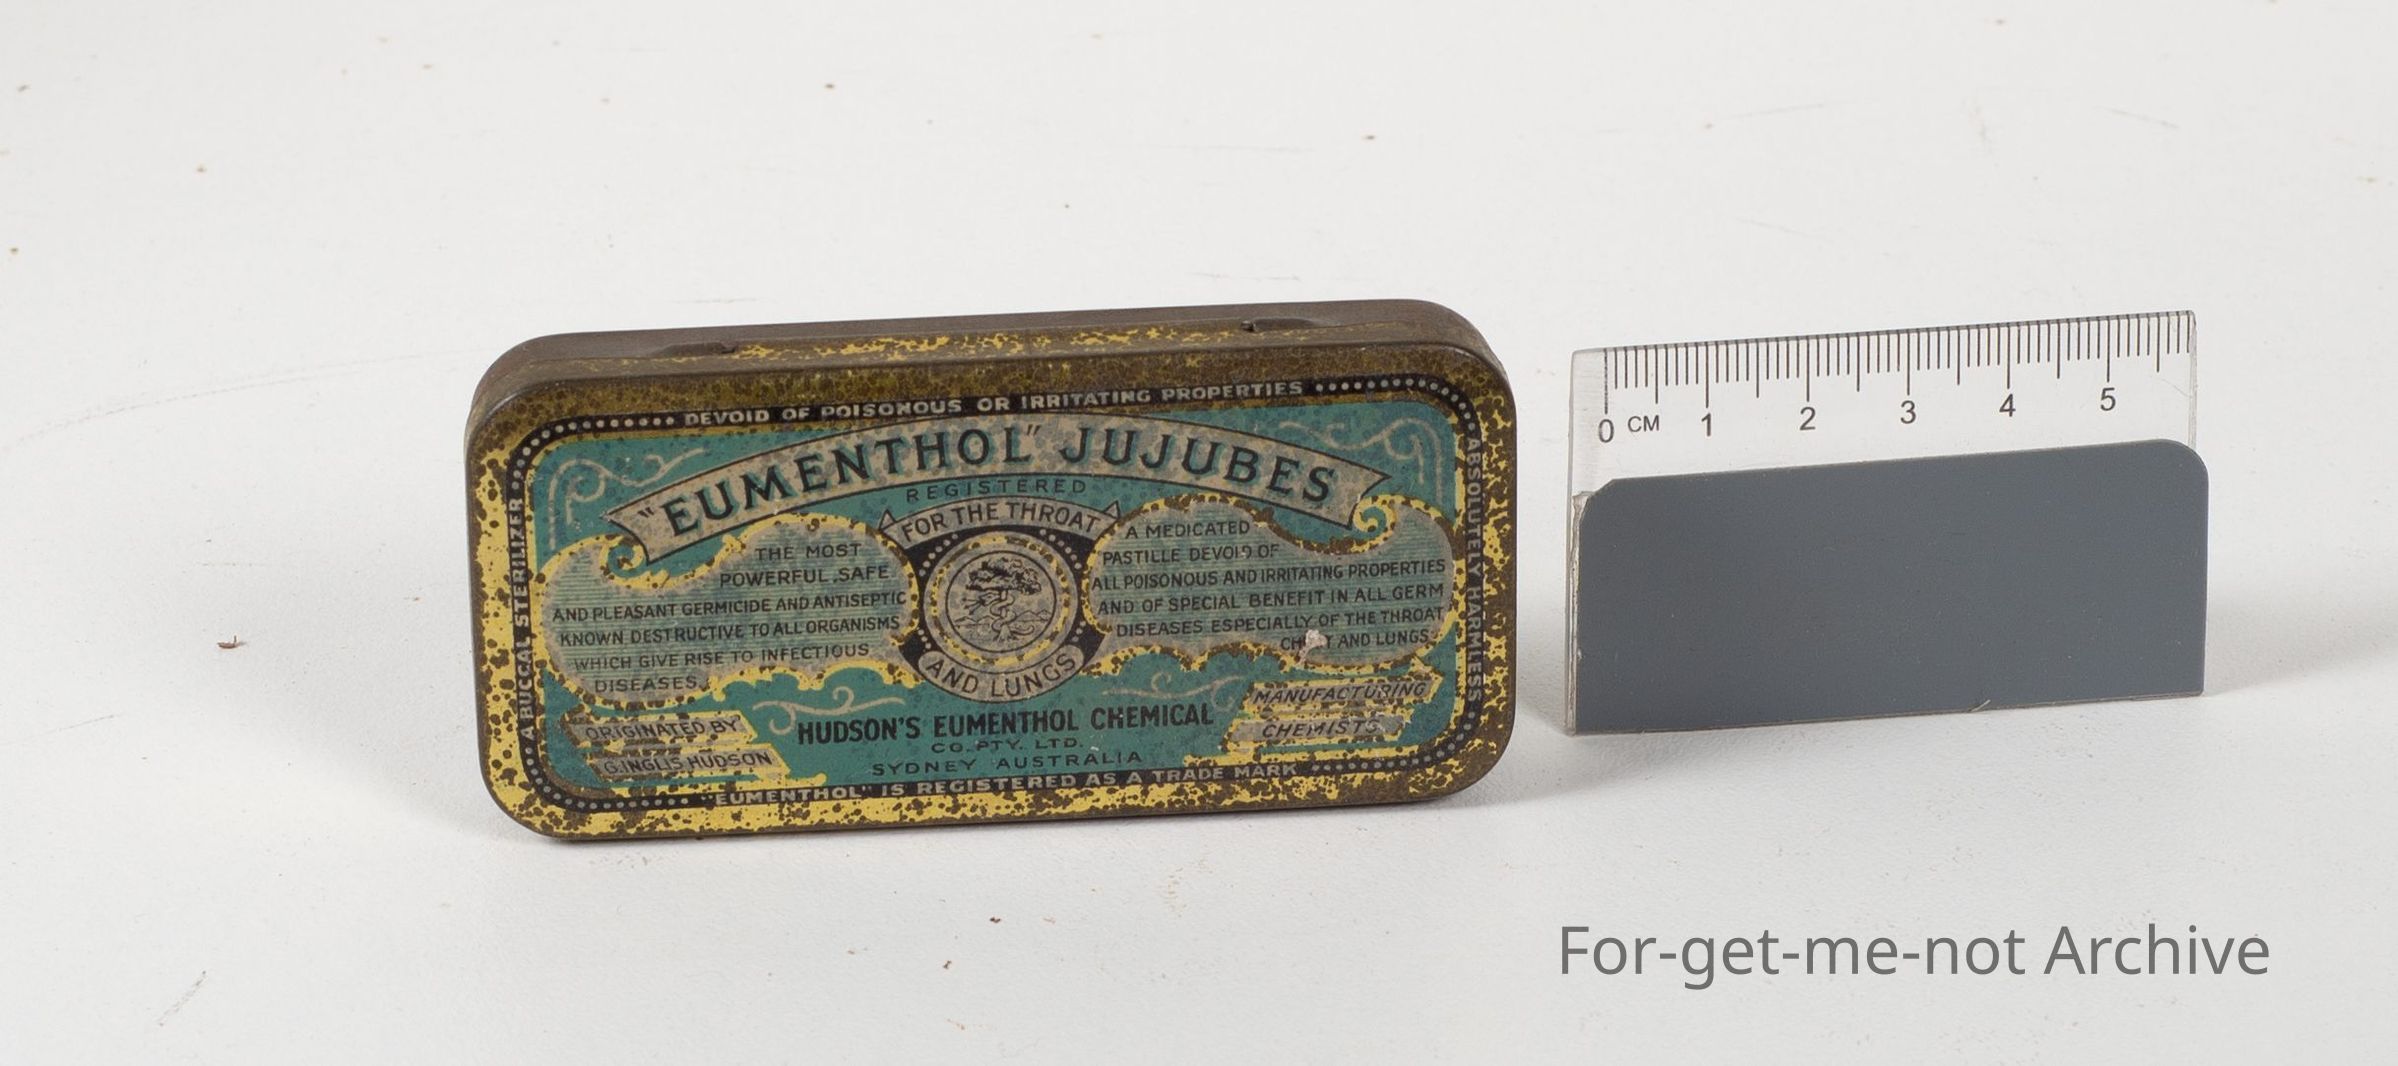 DEVOID OF POISONOUS OR IRRITATING PROPERTIES
"EUMENTHOL" JUJUBES
REGISTERED
FOR THE THROAT
AND LUNGS
THE MOST
POWERFUL, SAFE
AND PLEASANT GERMICIDE AND ANTISEPTIC
KNOWN DESTRUCTIVE TO ALL ORGANISMS
WHICH GIVE RISE TO INFECTIOUS
DISEASES
A MEDICATED
PASTILLE DEVOID OF
ALL POISONOUS AND IRRITATING PROPERTIES
AND OF SPECIAL BENEFIT IN ALL GERM
DISEASES ESPECIALLY OF THE THROAT
AND LUNGS
ORIGINATED BY
G. INGLIS HUDSON
HUDSON'S EUMENTHOL CHEMICAL
CO. PTY. LTD.
SYDNEY AUSTRALIA
MANUFACTURING
CHEMISTS
"EUMENTHOL" IS REGISTERED AS A TRADE MARK
A BUCCAL STERILIZER
ABSOLUTELY HARMLESS
0 CM 1 2 3 4 5
For-get-me-not Archive